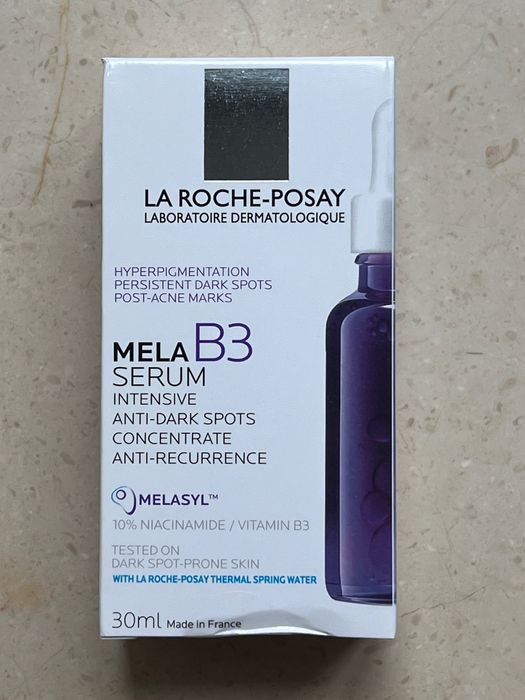 LA ROCHE-POSAY
LABORATOIRE DERMATOLOGIQUE
HYPERPIGMENTATION
PERSISTENT DARK SPOTS
POST-ACNE MARKS
MELA B3
SERUM
INTENSIVE
ANTI-DARK SPOTS
CONCENTRATE
ANTI-RECURRENCE
MELASYL™
10% NIACINAMIDE / VITAMIN B3
TESTED ON
DARK SPOT-PRONE SKIN
WITH LA ROCHE-POSAY THERMAL SPRING WATER
30ml Made in France